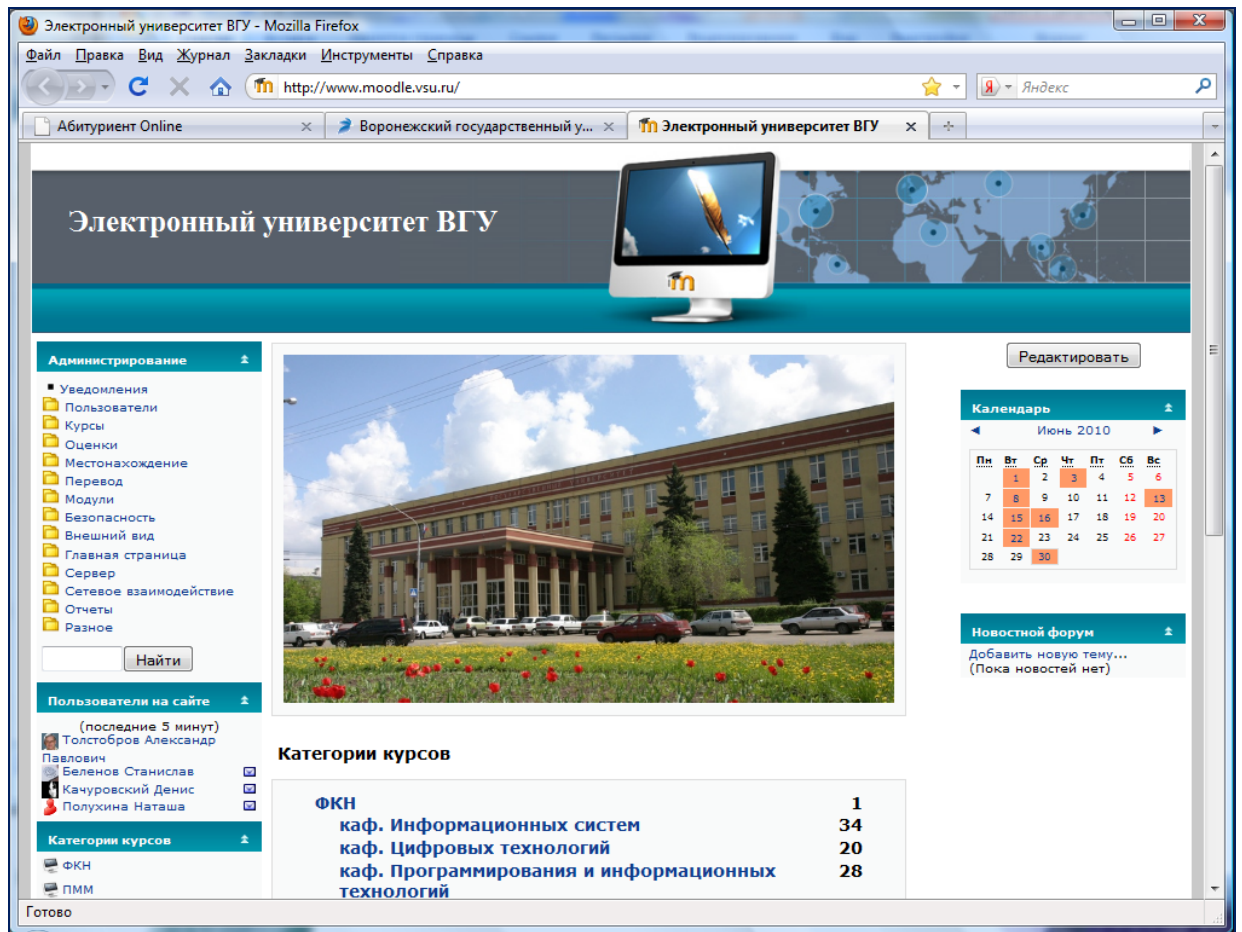 Электронный университет ВГУ - Mozilla Firefox
Файл Правка Вид Журнал Закладки Инструменты Справка
http://www.moodle.vsu.ru/
Яндекс
Абитуриент Online
Воронежский государственный у...
Электронный университет ВГУ
Электронный университет ВГУ
Администрирование
Уведомления
Пользователи
Курсы
Оценки
Местонахождение
Перевод
Модули
Безопасность
Внешний вид
Главная страница
Сервер
Сетевое взаимодействие
Отчеты
Разное
Найти
Пользователи на сайте
(последние 5 минут)
Толстобров Александр
Павлович
Беленов Станислав
Качуровский Денис
Полухина Наташа
Категории курсов
ФКН
ПММ
Категории курсов
ФКН 1
каф. Информационных систем 34
каф. Цифровых технологий 20
каф. Программирования и информационных 28
технологий
Редактировать
Календарь
Июнь 2010
Пн Вт Ср Чт Пт Сб Вс
1 2 3 4 5 6
7 8 9 10 11 12 13
14 15 16 17 18 19 20
21 22 23 24 25 26 27
28 29 30
Новостной форум
Добавить новую тему...
(Пока новостей нет)
Готово